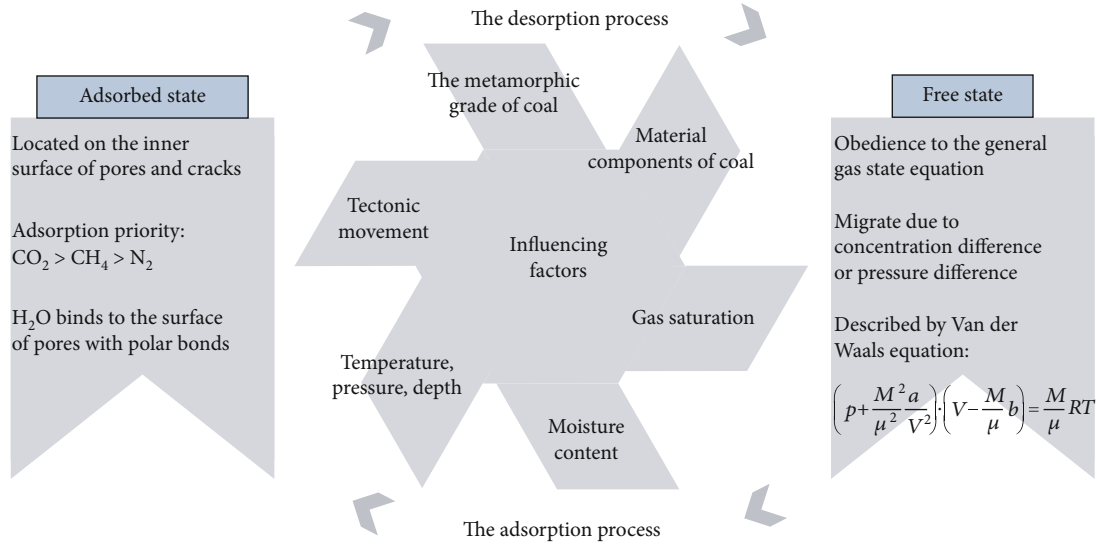 The desorption process
Adsorbed state
Located on the inner
surface of pores and cracks
Adsorption priority:
CO₂ > CH₄ > N₂
H₂O binds to the surface
of pores with polar bonds
The metamorphic
grade of coal
Material
components of coal
Tectonic
movement
Influencing
factors
Gas saturation
Temperature,
pressure, depth
Moisture
content
Free state
Obedience to the general
gas state equation
Migrate due to
concentration difference
or pressure difference
Described by Van der
Waals equation:
(p+M²/μ² a/V²)·(V−M/μ b)=M/μ RT
The adsorption process